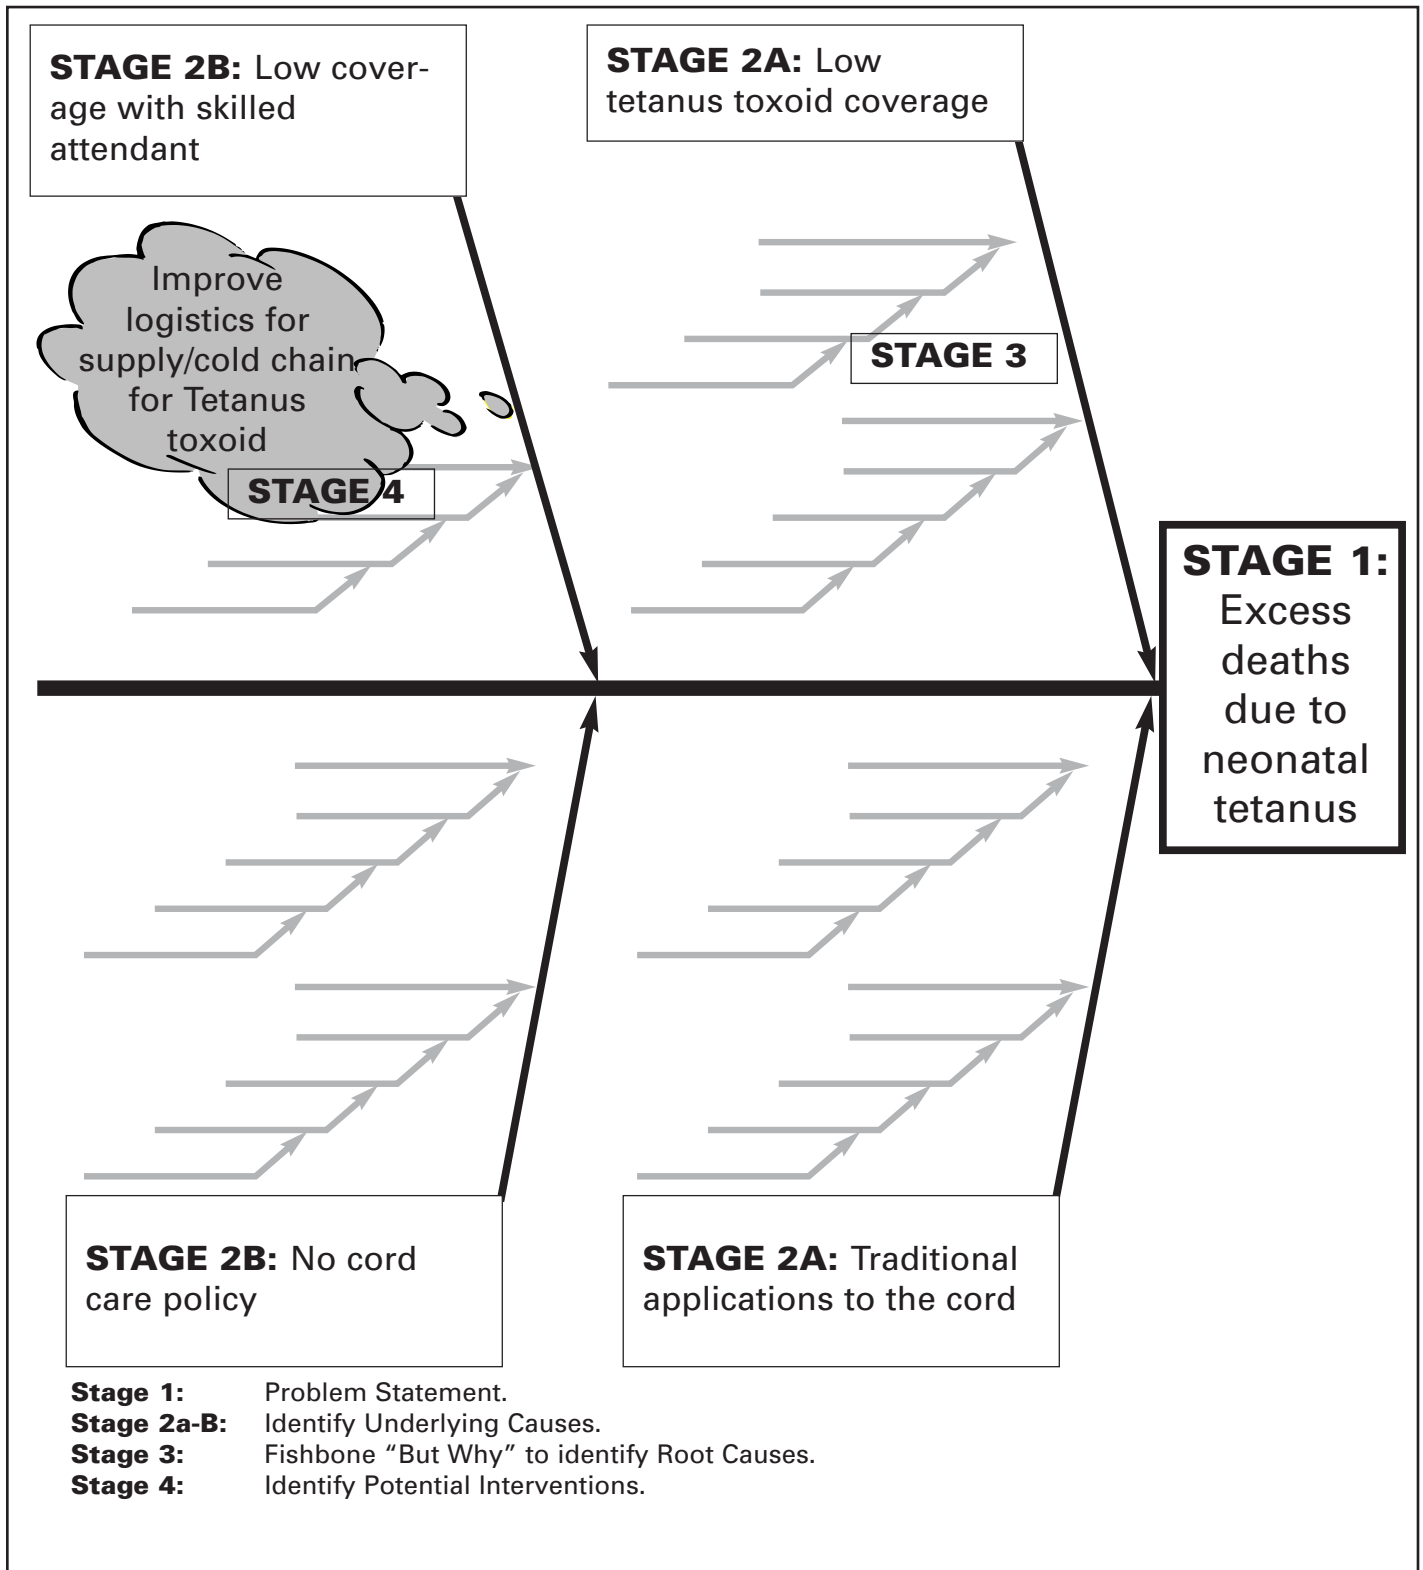 STAGE 2B: Low cover-
age with skilled
attendant
STAGE 2A: Low
tetanus toxoid coverage
Improve
logistics for
supply/cold chain
for Tetanus
toxoid
STAGE 3
STAGE 4
STAGE 1:
Excess
deaths
due to
neonatal
tetanus
STAGE 2B: No cord
care policy
STAGE 2A: Traditional
applications to the cord
Stage 1: Problem Statement.
Stage 2a-B: Identify Underlying Causes.
Stage 3: Fishbone “But Why” to identify Root Causes.
Stage 4: Identify Potential Interventions.